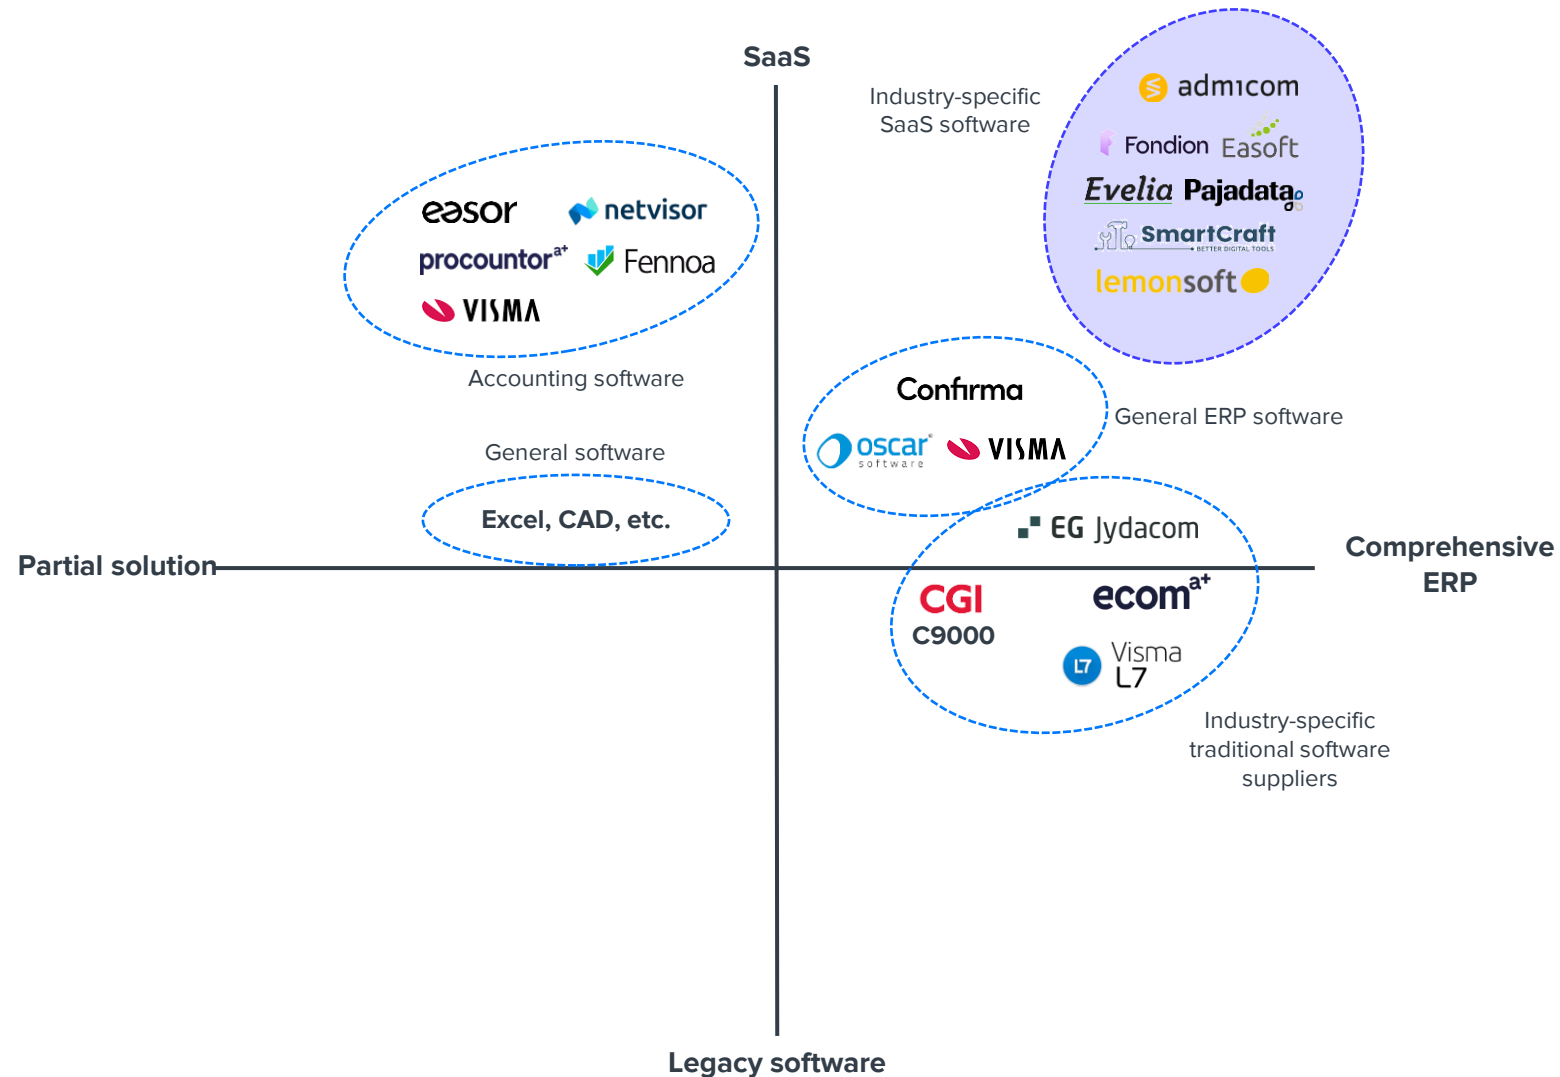 SaaS
Industry-specific
SaaS software
admicom
Fondion Easoft
Evelia Pajadata
SmartCraft
BETTER DIGITAL TOOLS
lemonsoft
easor netvisor
procountor a+ Fennoa
VISMA
Accounting software
General software
Excel, CAD, etc.
Confirma
oscar®
software
VISMA
General ERP software
EG Jydacom
Partial solution
Comprehensive
ERP
CGI
C9000
ecom a+
L7
Visma
L7
Industry-specific
traditional software
suppliers
Legacy software